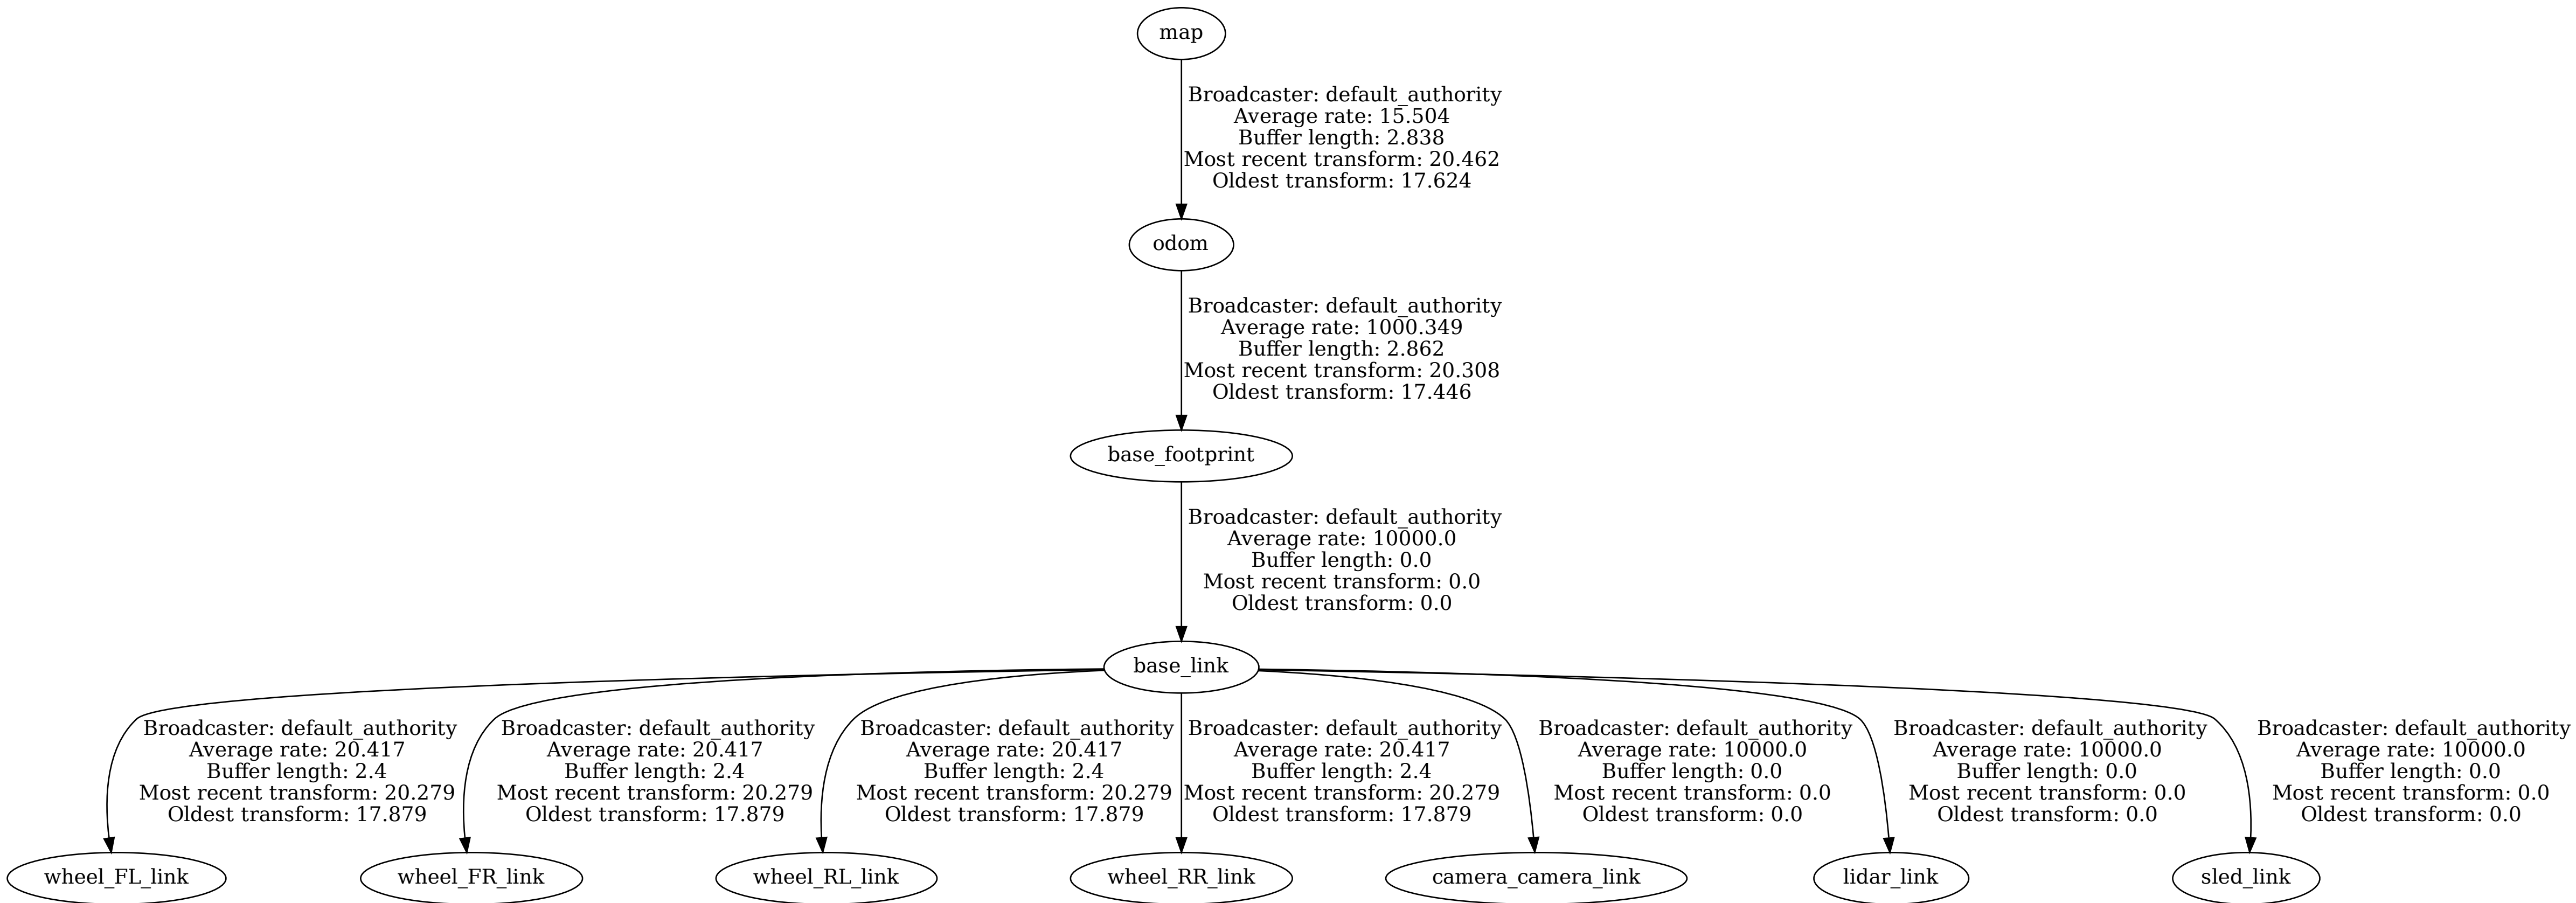 map
Broadcaster: default_authority
Average rate: 15.504
Buffer length: 2.838
Most recent transform: 20.462
Oldest transform: 17.624
odom
Broadcaster: default_authority
Average rate: 1000.349
Buffer length: 2.862
Most recent transform: 20.308
Oldest transform: 17.446
base_footprint
Broadcaster: default_authority
Average rate: 10000.0
Buffer length: 0.0
Most recent transform: 0.0
Oldest transform: 0.0
base_link
Broadcaster: default_authority
Average rate: 20.417
Buffer length: 2.4
Most recent transform: 20.279
Oldest transform: 17.879
Broadcaster: default_authority
Average rate: 20.417
Buffer length: 2.4
Most recent transform: 20.279
Oldest transform: 17.879
Broadcaster: default_authority
Average rate: 20.417
Buffer length: 2.4
Most recent transform: 20.279
Oldest transform: 17.879
Broadcaster: default_authority
Average rate: 20.417
Buffer length: 2.4
Most recent transform: 20.279
Oldest transform: 17.879
Broadcaster: default_authority
Average rate: 10000.0
Buffer length: 0.0
Most recent transform: 0.0
Oldest transform: 0.0
Broadcaster: default_authority
Average rate: 10000.0
Buffer length: 0.0
Most recent transform: 0.0
Oldest transform: 0.0
Broadcaster: default_authority
Average rate: 10000.0
Buffer length: 0.0
Most recent transform: 0.0
Oldest transform: 0.0
wheel_FL_link
wheel_FR_link
wheel_RL_link
wheel_RR_link
camera_camera_link
lidar_link
sled_link